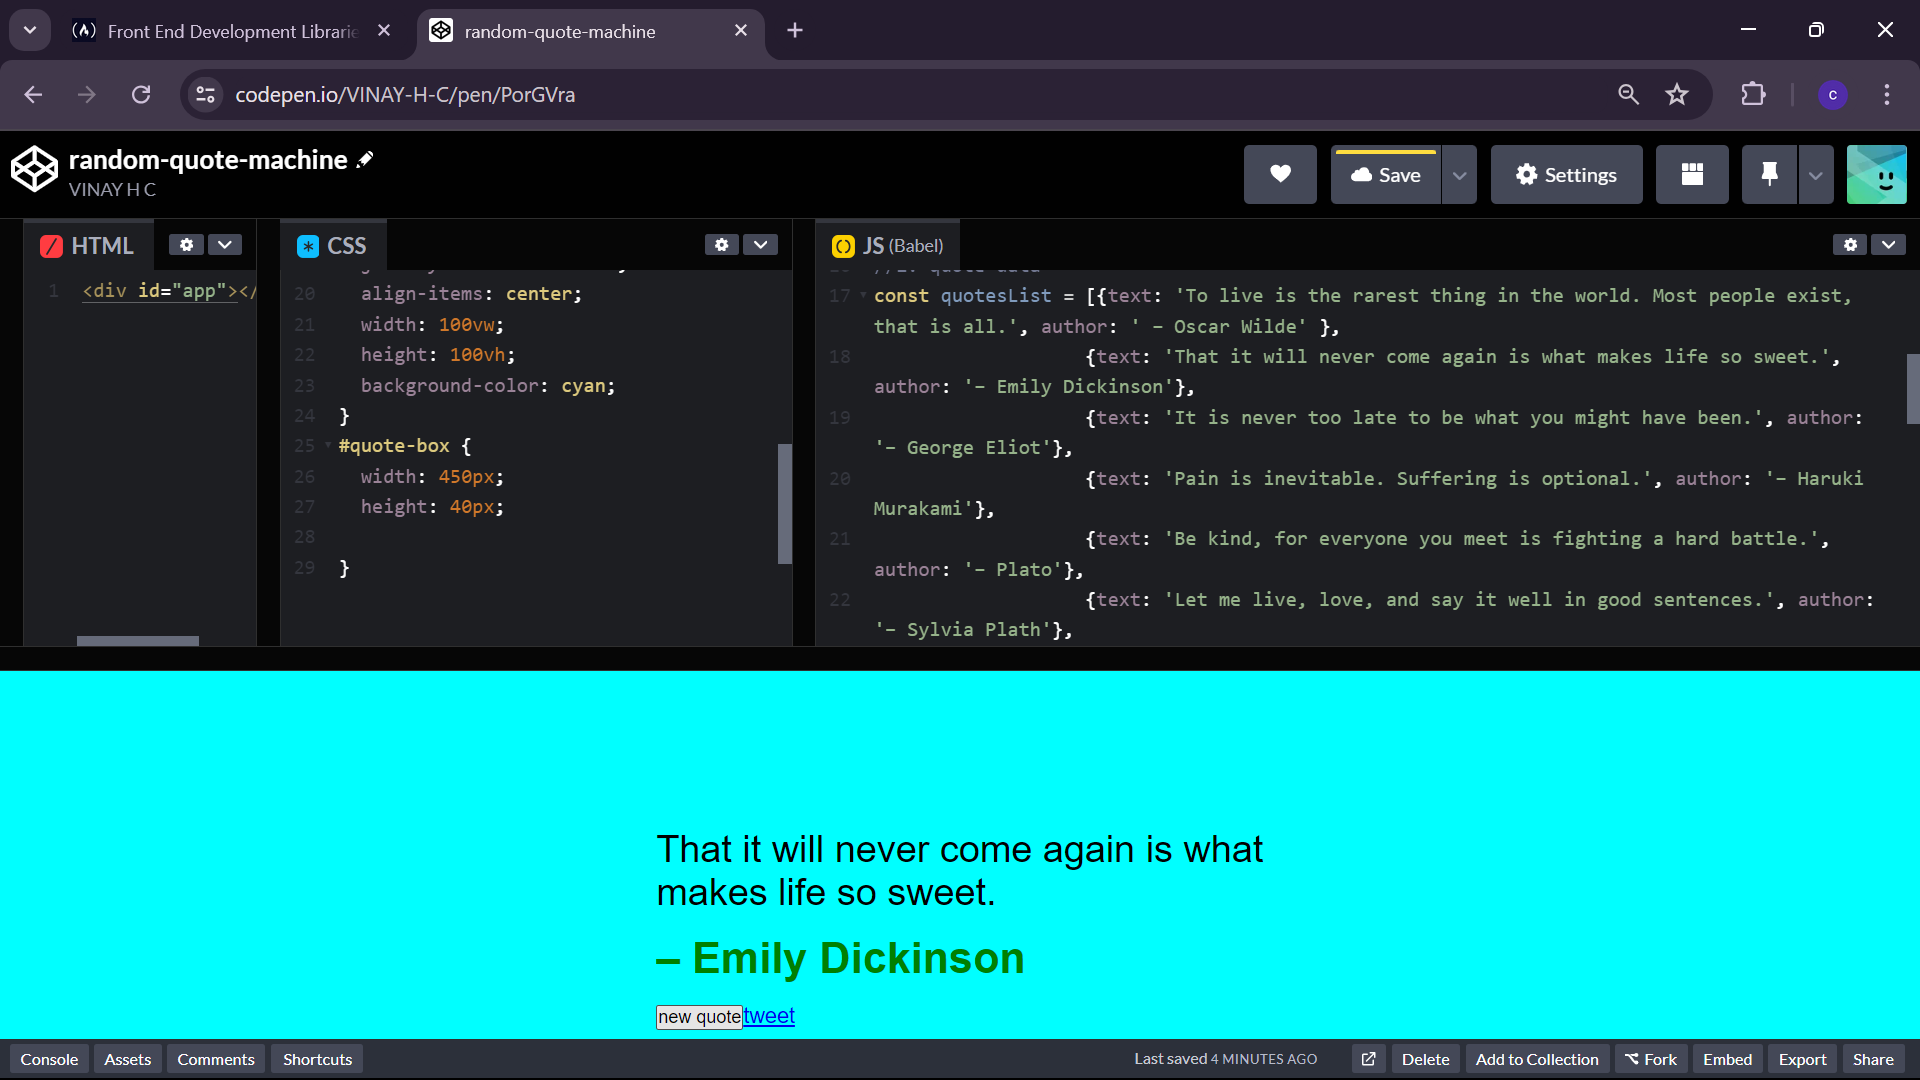 Front End Development Librarie
random-quote-machine
codepen.io/VINAY-H-C/pen/PorGVra
c
random-quote-machine
VINAY H C
Save
Settings
HTML
CSS
JS (Babel)
1 <div id="app"></
20 align-items: center;
21 width: 100vw;
22 height: 100vh;
23 background-color: cyan;
24 }
25 #quote-box {
26 width: 450px;
27 height: 40px;
28
29 }
17 const quotesList = [{text: 'To live is the rarest thing in the world. Most people exist,
that is all.', author: ' – Oscar Wilde' },
18 {text: 'That it will never come again is what makes life so sweet.',
author: '– Emily Dickinson'},
19 {text: 'It is never too late to be what you might have been.', author:
'– George Eliot'},
20 {text: 'Pain is inevitable. Suffering is optional.', author: '– Haruki
Murakami'},
21 {text: 'Be kind, for everyone you meet is fighting a hard battle.',
author: '– Plato'},
22 {text: 'Let me live, love, and say it well in good sentences.', author:
'– Sylvia Plath'},
That it will never come again is what
makes life so sweet.
– Emily Dickinson
new quote tweet
Console Assets Comments Shortcuts
Last saved 4 MINUTES AGO
Delete Add to Collection Fork Embed Export Share